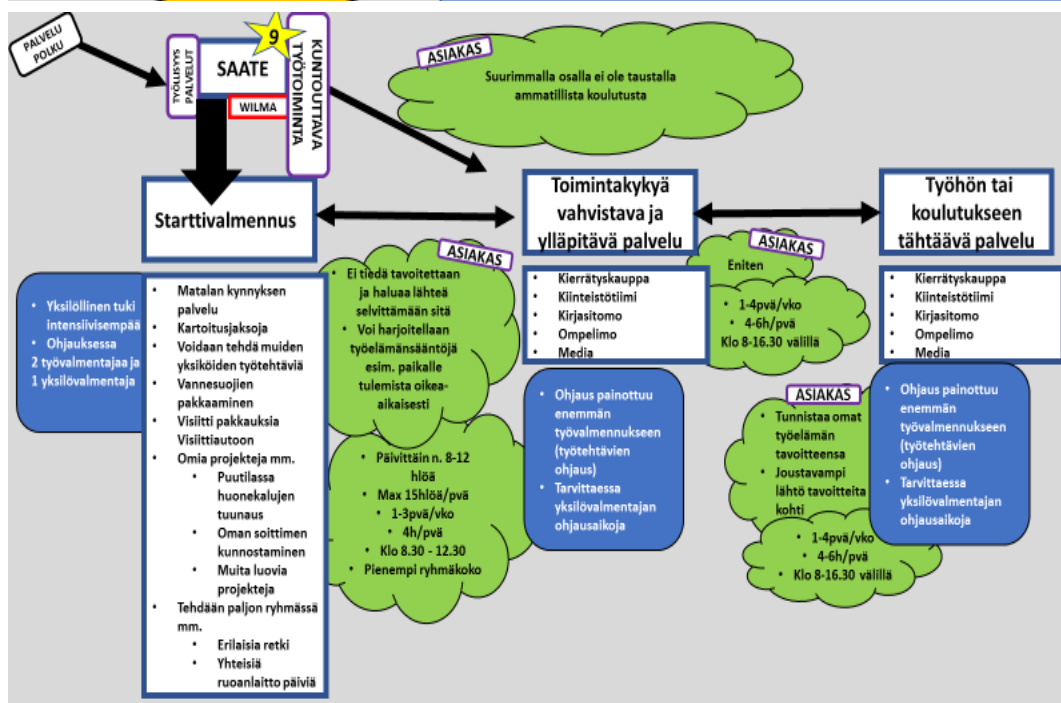 PALVELU
POLKU
TYÖLLISYYS
PALVELUT
SAATE
9
WILMA
KUNTOUTTAVA
TYÖTOIMINTA
ASIAKAS
Suurimmalla osalla ei ole taustalla
ammatillista koulutusta
Starttivalmennus
Toimintakykyä
vahvistava ja
ylläpitävä palvelu
Työhön tai
koulutukseen
tähtäävä palvelu
• Yksilöllinen tuki
intensiivisempää
• Ohjauksessa
2 työvalmentajaa ja
1 yksilövalmentaja
• Matalan kynnyksen
palvelu
• Kartoitusjaksoja
• Voidaan tehdä muiden
yksiköiden työtehtäviä
• Vannesuojien
pakkaaminen
• Visiitti pakkauksia
Visiittiautoon
• Omia projekteja mm.
• Puutilassa
huonekalujen
tuunaus
• Oman soittimen
kunnostaminen
• Muita luovia
projekteja
• Tehdään paljon ryhmässä
mm.
• Erilaisia retki
• Yhteisiä
ruoanlaitto päiviä
ASIAKAS
• Ei tiedä tavoitettaan
ja haluaa lähteä
selvittämään sitä
• Voi harjoitellaan
työelämänsääntöjä
esim. paikalle
tulemista oikea-
aikaisesti
• Päivittäin n. 8-12
hlöä
• Max 15hlöä/pvä
• 1-3pvä/vko
• 4h/pvä
• Klo 8.30 - 12.30
• Pienempi ryhmäkoko
• Kierrätyskauppa
• Kiinteistötiimi
• Kirjasitomo
• Ompelimo
• Media
• Ohjaus painottuu
enemmän
työvalmennukseen
(työtehtävien
ohjaus)
• Tarvittaessa
yksilövalmentajan
ohjausaikoja
ASIAKAS
Eniten
• 1-4pvä/vko
• 4-6h/pvä
Klo 8-16.30 välillä
• Kierrätyskauppa
• Kiinteistötiimi
• Kirjasitomo
• Ompelimo
• Media
ASIAKAS
• Tunnistaa omat
työelämän
tavoitteensa
• Joustavampi
lähtö tavoitteita
kohti
• 1-4pvä/vko
• 4-6h/pvä
• Klo 8-16.30 välillä
• Ohjaus painottuu
enemmän
työvalmennukseen
(työtehtävien
ohjaus)
• Tarvittaessa
yksilövalmentajan
ohjausaikoja